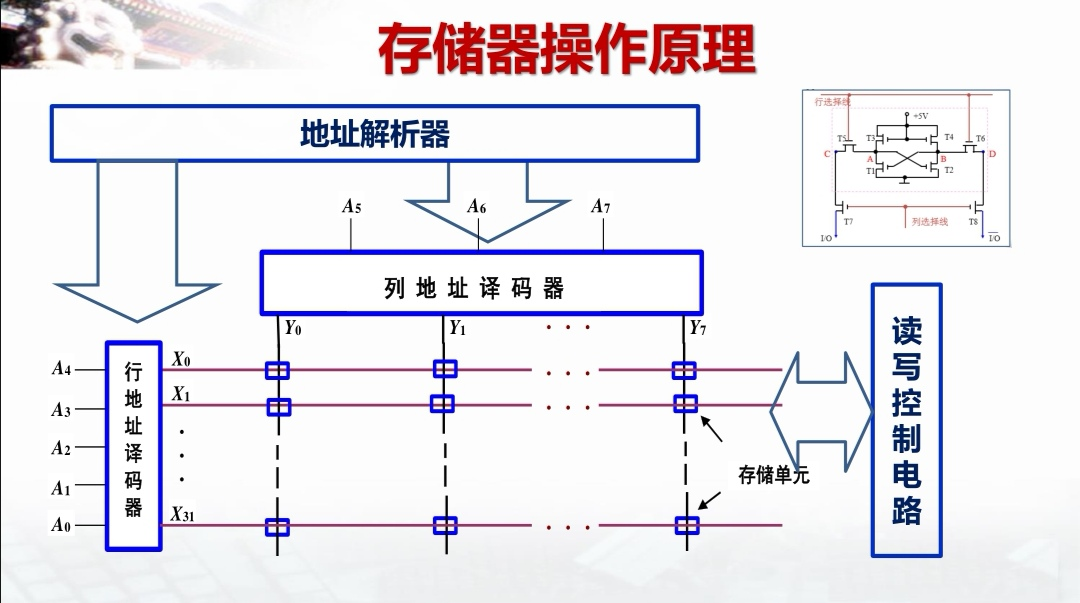 存储器操作原理
地址解析器
行选择线
+5V
T5
T3
T4
T6
C
A
B
D
T1
T2
T7
列选择线
T8
I/O
I/O
A5
A6
A7
列地址译码器
Y0
Y1
· · ·
Y7
行地址译码器
A4
A3
A2
A1
A0
X0
· · ·
X1
· · ·
X31
· · ·
存储单元
读写控制电路